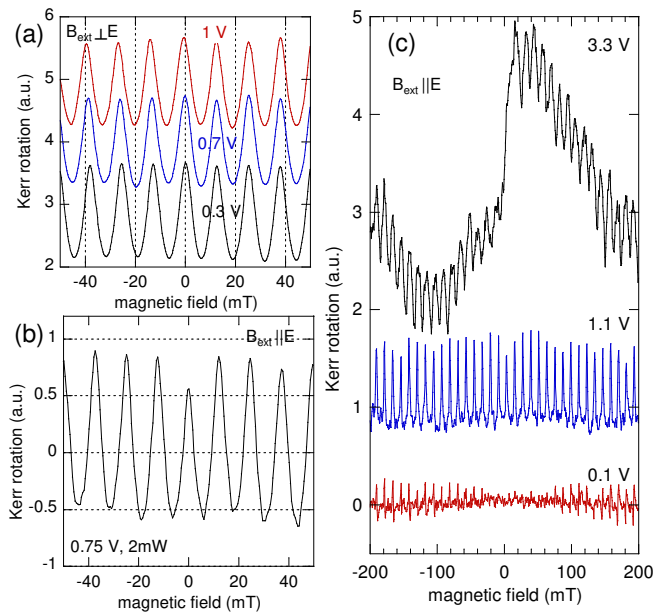 (a)
B_ext ⊥E
1 V
0.7 V
0.3 V
6
5
4
3
2
-40
-20
0
20
40
Kerr rotation (a.u.)
magnetic field (mT)
(b)
B_ext||E
1
0.5
0
-0.5
-1
0.75 V, 2mW
-40
-20
0
20
40
Kerr rotation (a.u.)
magnetic field (mT)
(c)
3.3 V
B_ext||E
1.1 V
0.1 V
5
4
3
2
1
0
-200
-100
0
100
200
Kerr rotation (a.u.)
magnetic field (mT)